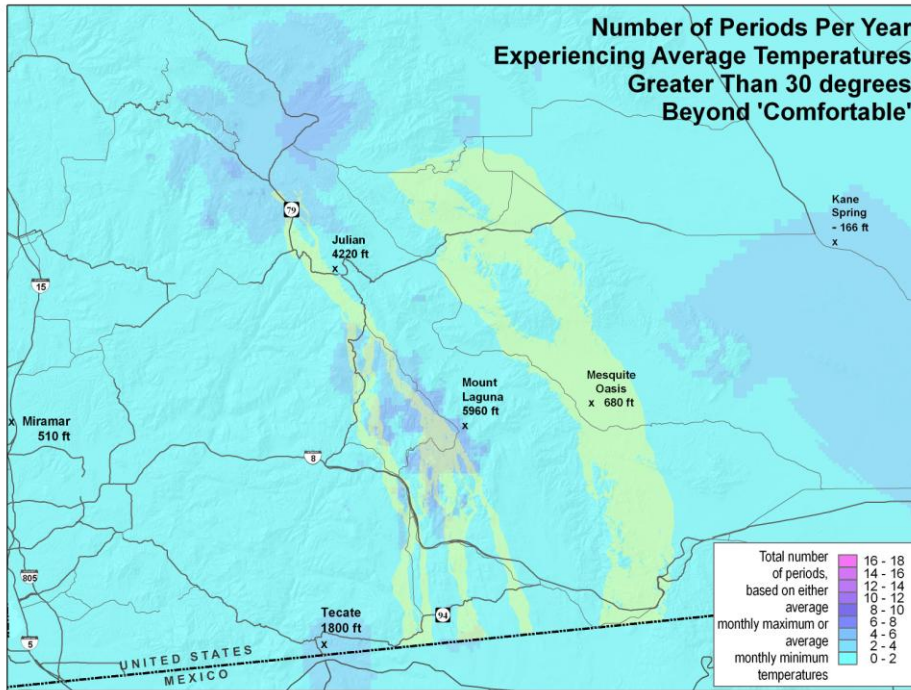 Number of Periods Per Year
Experiencing Average Temperatures
Greater Than 30 degrees
Beyond 'Comfortable'
79
Julian
4220 ft
x
Kane
Spring
- 166 ft
x
15
Mount
Laguna
5960 ft
x
Mesquite
Oasis
x 680 ft
x
Miramar
510 ft
8
805
5
Tecate
1800 ft
x
94
UNITED STATES
MEXICO
Total number
of periods,
based on either
average
monthly maximum or
average
monthly minimum
temperatures
16 - 18
14 - 16
12 - 14
10 - 12
8 - 10
6 - 8
4 - 6
2 - 4
0 - 2